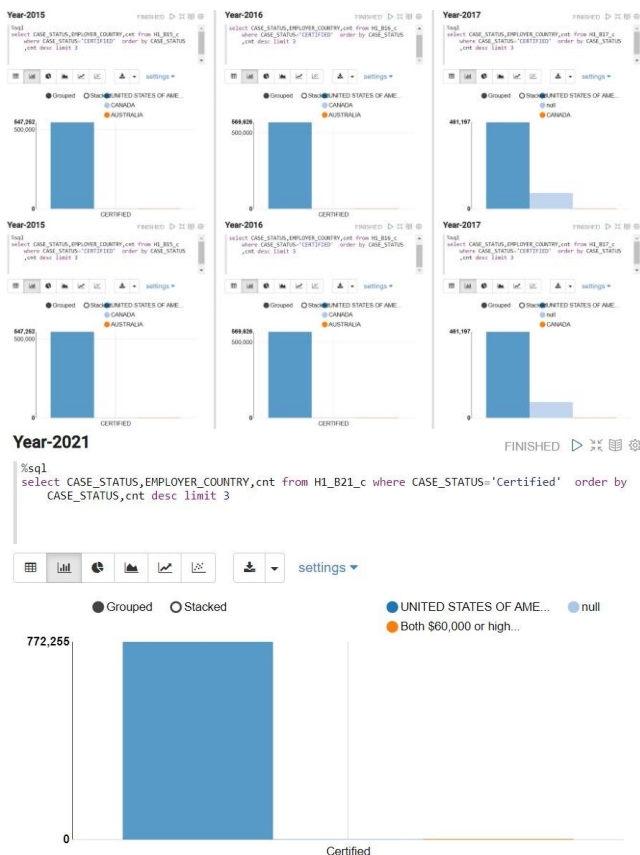 Year-2015
FINISHED
%sql
select CASE_STATUS,EMPLOYER_COUNTRY,cnt from H1_B15_c
where CASE_STATUS='CERTIFIED' order by CASE_STATUS
,cnt desc limit 3
settings
Grouped Stacked UNITED STATES OF AME...
CANADA
AUSTRALIA
547,252
500,000
0
CERTIFIED
Year-2016
FINISHED
select CASE_STATUS,EMPLOYER_COUNTRY,cnt from H1_B16_c
where CASE_STATUS='CERTIFIED' order by CASE_STATUS
,cnt desc limit 3
settings
Grouped Stacked UNITED STATES OF AME...
CANADA
AUSTRALIA
569,626
500,000
0
CERTIFIED
Year-2017
FINISHED
%sql
select CASE_STATUS,EMPLOYER_COUNTRY,cnt from H1_B17_c
where CASE_STATUS='CERTIFIED' order by CASE_STATUS
,cnt desc limit 3
settings
Grouped Stacked UNITED STATES OF AME...
null
CANADA
461,197
0
CERTIFIED
Year-2015
FINISHED
%sql
select CASE_STATUS,EMPLOYER_COUNTRY,cnt from H1_B15_c
where CASE_STATUS='CERTIFIED' order by CASE_STATUS
,cnt desc limit 3
settings
Grouped Stacked UNITED STATES OF AME...
CANADA
AUSTRALIA
547,252
500,000
0
CERTIFIED
Year-2016
FINISHED
select CASE_STATUS,EMPLOYER_COUNTRY,cnt from H1_B16_c
where CASE_STATUS='CERTIFIED' order by CASE_STATUS
,cnt desc limit 3
settings
Grouped Stacked UNITED STATES OF AME...
CANADA
AUSTRALIA
569,626
500,000
0
CERTIFIED
Year-2017
FINISHED
%sql
select CASE_STATUS,EMPLOYER_COUNTRY,cnt from H1_B17_c
where CASE_STATUS='CERTIFIED' order by CASE_STATUS
,cnt desc limit 3
settings
Grouped Stacked UNITED STATES OF AME...
null
CANADA
461,197
0
CERTIFIED
Year-2021
FINISHED
%sql
select CASE_STATUS,EMPLOYER_COUNTRY,cnt from H1_B21_c where CASE_STATUS='Certified' order by
CASE_STATUS,cnt desc limit 3
settings
Grouped Stacked UNITED STATES OF AME... null
Both $60,000 or high...
772,255
0
Certified